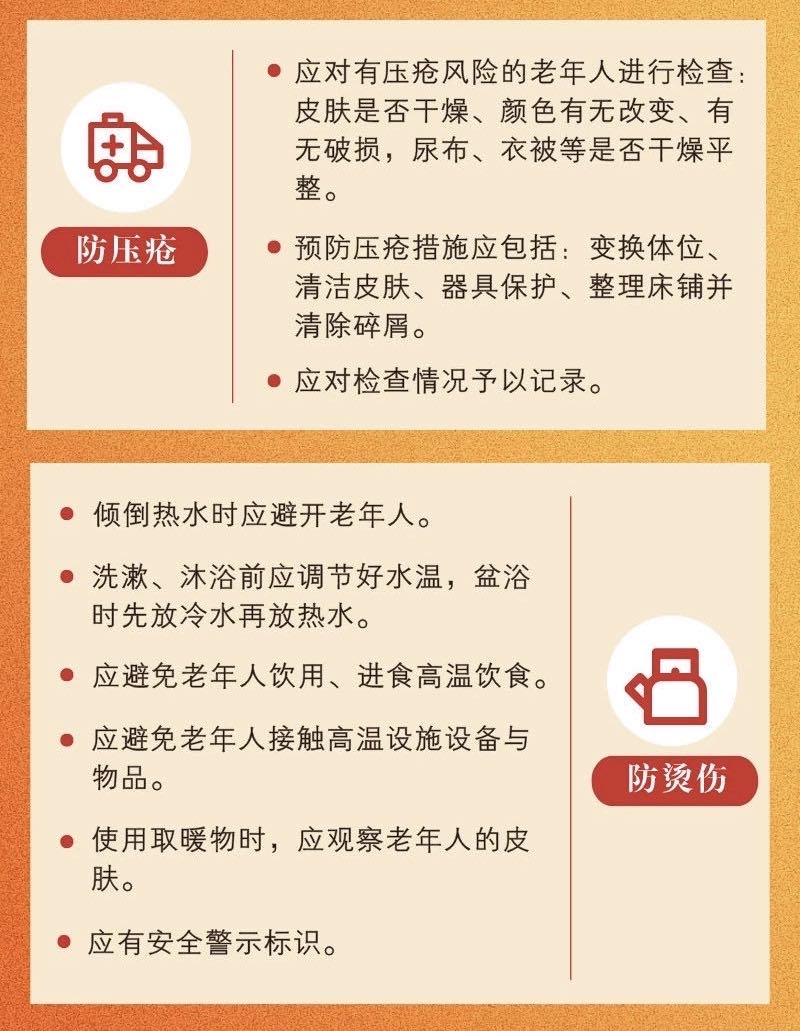 防压疮
应对有压疮风险的老年人进行检查：
皮肤是否干燥、颜色有无改变、有
无破损，尿布、衣被等是否干燥平
整。
预防压疮措施应包括：变换体位、
清洁皮肤、器具保护、整理床铺并
清除碎屑。
应对检查情况予以记录。
倾倒热水时应避开老年人。
洗漱、沐浴前应调节好水温，盆浴
时先放冷水再放热水。
应避免老年人饮用、进食高温饮食。
应避免老年人接触高温设施设备与
物品。
使用取暖物时，应观察老年人的皮
肤。
应有安全警示标识。
防烫伤